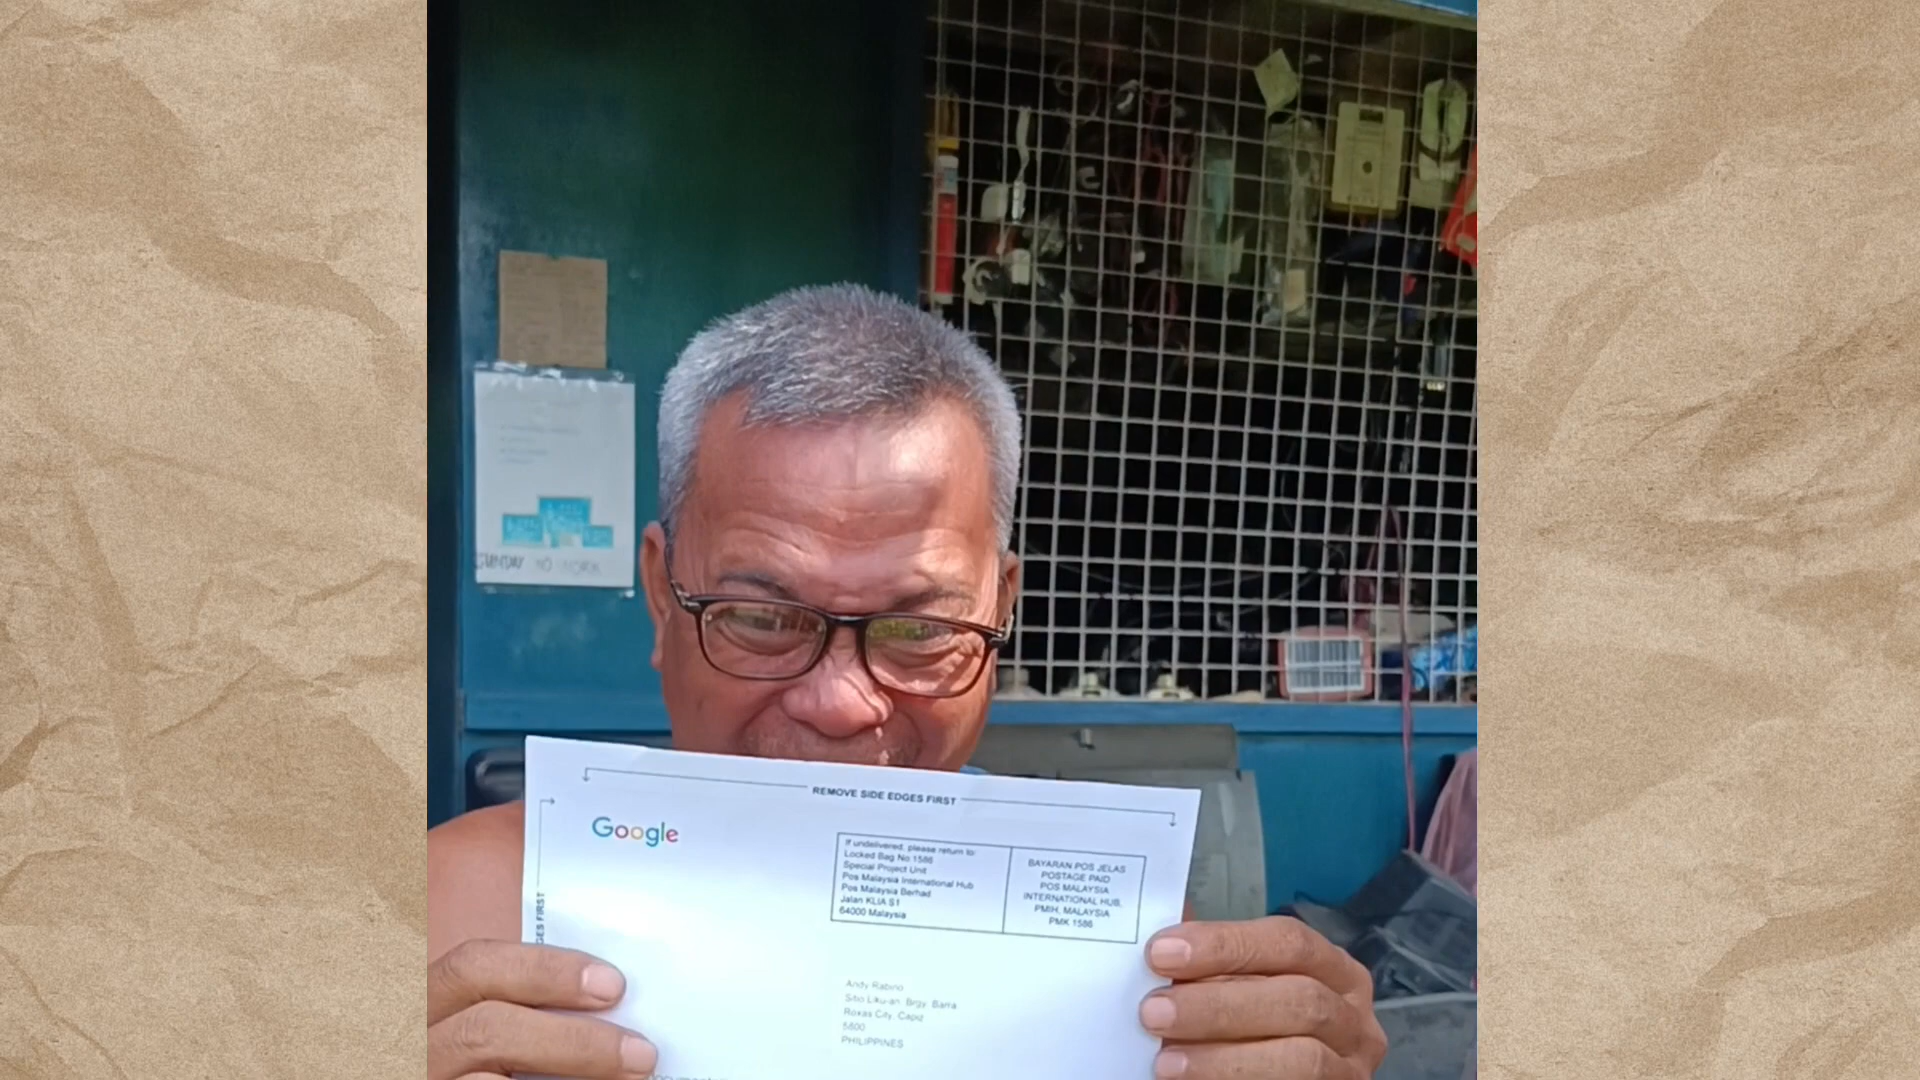 SUNDAY NO WORK
REMOVE SIDE EDGES FIRST
Google
If undelivered, please return to:
Locked Bag No 1586
Special Project Unit
Pos Malaysia International Hub
Pos Malaysia Berhad
Jalan KLIA S1
64000 Malaysia
BAYARAN POS JELAS
POSTAGE PAID
POS MALAYSIA
INTERNATIONAL HUB,
PMIH, MALAYSIA
PMK 1586
GES FIRST
Andy Rabino
Sitio Liku-an, Brgy. Barra
Roxas City, Capiz
5800
PHILIPPINES